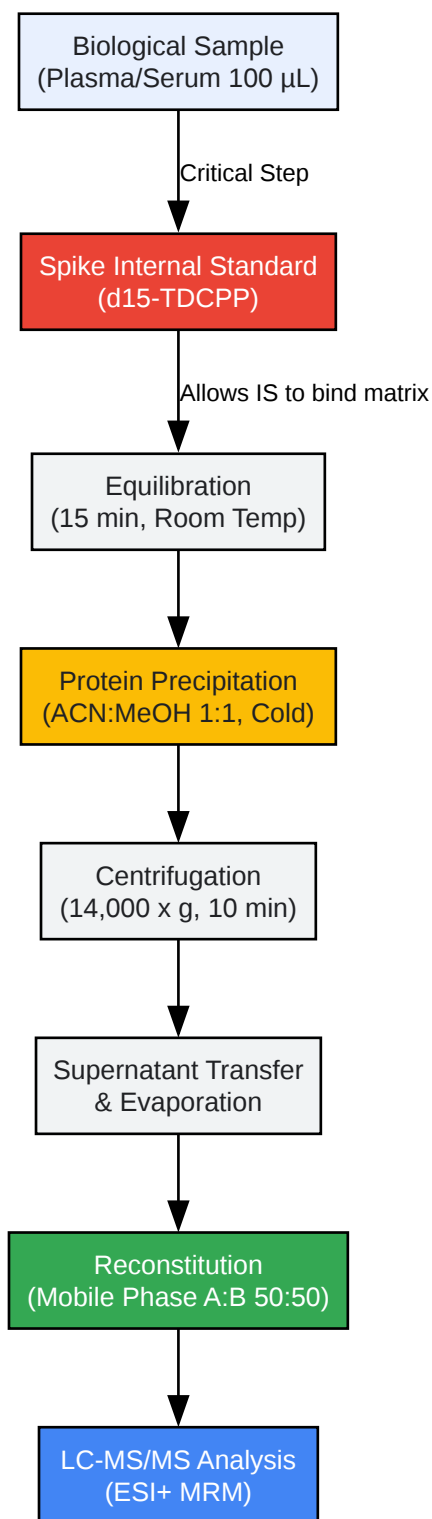 Biological Sample
(Plasma/Serum 100 µL)
Critical Step
Spike Internal Standard
(d15-TDCPP)
Allows IS to bind matrix
Equilibration
(15 min, Room Temp)
Protein Precipitation
(ACN:MeOH 1:1, Cold)
Centrifugation
(14,000 x g, 10 min)
Supernatant Transfer
& Evaporation
Reconstitution
(Mobile Phase A:B 50:50)
LC-MS/MS Analysis
(ESI+ MRM)